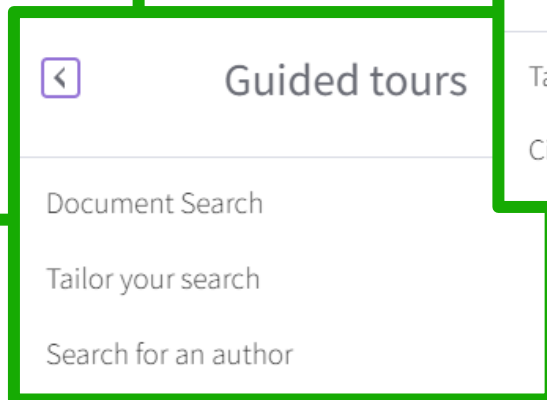 Guided tours
Document Search
Tailor your search
Search for an author